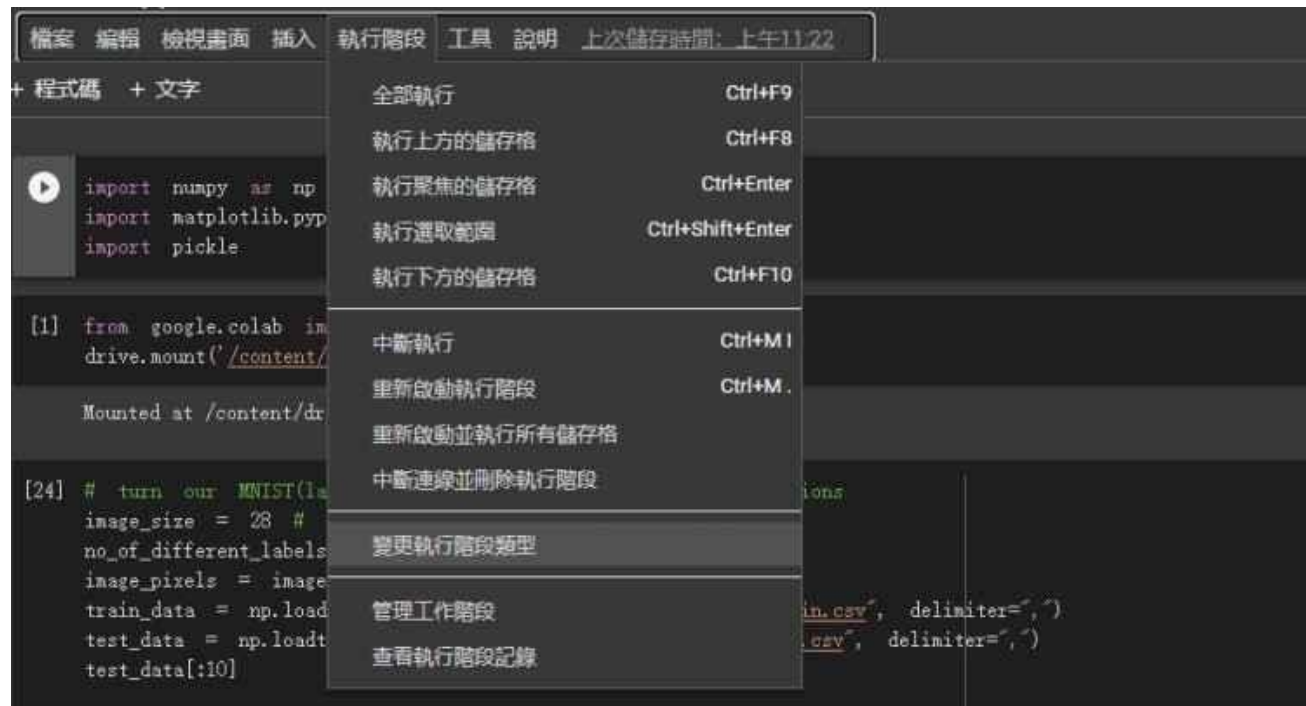 檔案 編輯 檢視畫面 插入 執行階段 工具 說明 上次儲存時間: 上午11:22
+ 程式碼 + 文字
全部執行 Ctrl+F9
執行上方的儲存格 Ctrl+F8
執行聚焦的儲存格 Ctrl+Enter
執行選取範圍 Ctrl+Shift+Enter
執行下方的儲存格 Ctrl+F10
中斷執行 Ctrl+M I
重新啟動執行階段 Ctrl+M .
重新啟動並執行所有儲存格
中斷連線並刪除執行階段
變更執行階段類型
管理工作階段
查看執行階段記錄
import numpy as np
import matplotlib.pyp
import pickle
[1] from google.colab im
drive.mount('/content/
Mounted at /content/dr
[24] # turn our MNIST(la ions
image_size = 28 #
no_of_different_labels
image_pixels = image
train_data = np.load in.csv", delimiter=",")
test_data = np.loadt .csv", delimiter=",")
test_data[:10]